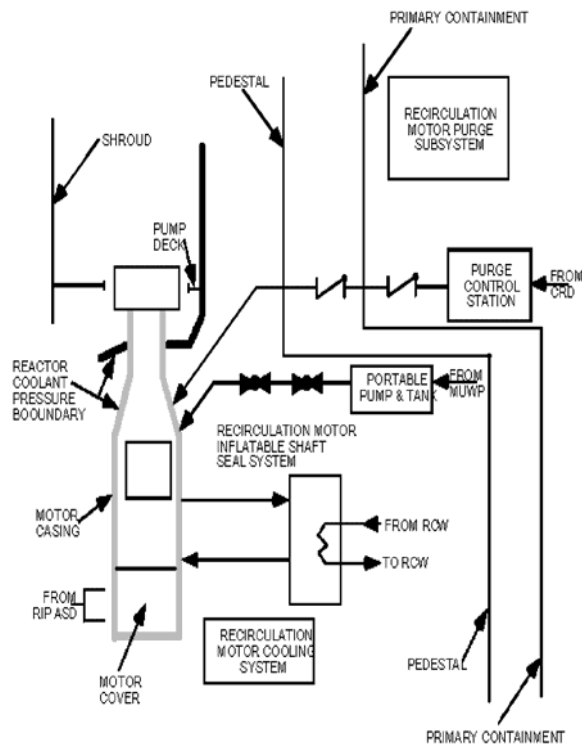 PRIMARY CONTAINMENT
PEDESTAL
RECIRCULATION
MOTOR PURGE
SUBSYSTEM
SHROUD
PUMP
DECK
PURGE
CONTROL
STATION
FROM
CRD
REACTOR
COOLANT
PRESSURE
BOOUNDARY
PORTABLE
PUMP & TANK
FROM
MUWP
RECIRCULATION MOTOR
INFLATABLE SHAFT
SEAL SYSTEM
MOTOR
CASING
FROM RCW
TO RCW
FROM
RIP ASD
MOTOR
COVER
RECIRCULATION
MOTOR COOLING
SYSTEM
PEDESTAL
PRIMARY CONTAINMENT